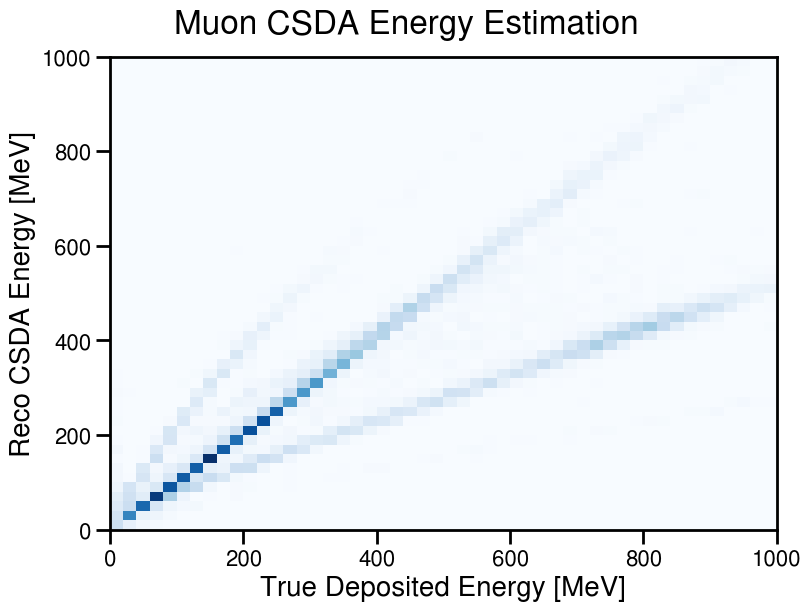 Muon CSDA Energy Estimation
1000
800
600
400
200
0
Reco CSDA Energy [MeV]
0 200 400 600 800 1000
True Deposited Energy [MeV]